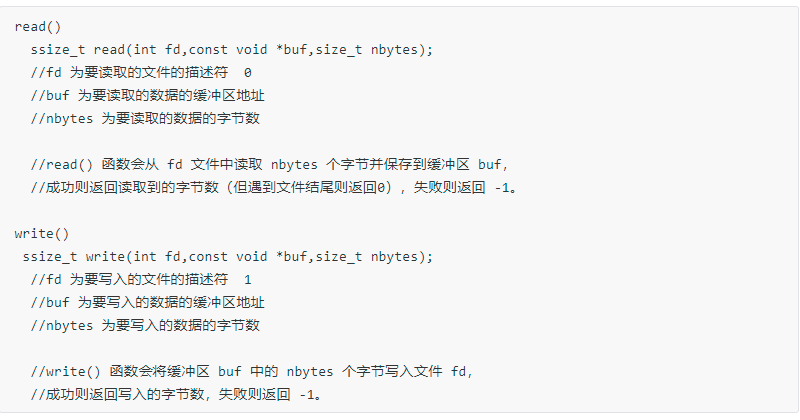 read()
ssize_t read(int fd,const void *buf,size_t nbytes);
//fd 为要读取的文件的描述符  0
//buf 为要读取的数据的缓冲区地址
//nbytes 为要读取的数据的字节数
//read() 函数会从 fd 文件中读取 nbytes 个字节并保存到缓冲区 buf,
//成功则返回读取到的字节数（但遇到文件结尾则返回0）, 失败则返回 -1。
write()
ssize_t write(int fd,const void *buf,size_t nbytes);
//fd 为要写入的文件的描述符  1
//buf 为要写入的数据的缓冲区地址
//nbytes 为要写入的数据的字节数
//write() 函数会将缓冲区 buf 中的 nbytes 个字节写入文件 fd,
//成功则返回写入的字节数, 失败则返回 -1。